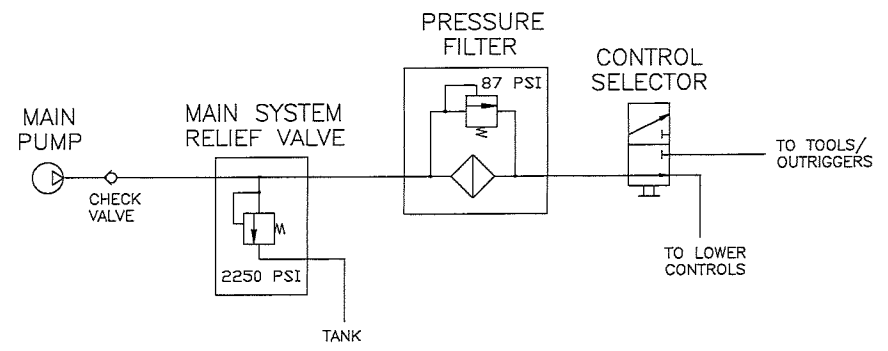 PRESSURE
FILTER
87 PSI
CONTROL
SELECTOR
MAIN
PUMP
MAIN SYSTEM
RELIEF VALVE
CHECK
VALVE
2250 PSI
TANK
TO TOOLS/
OUTRIGGERS
TO LOWER
CONTROLS